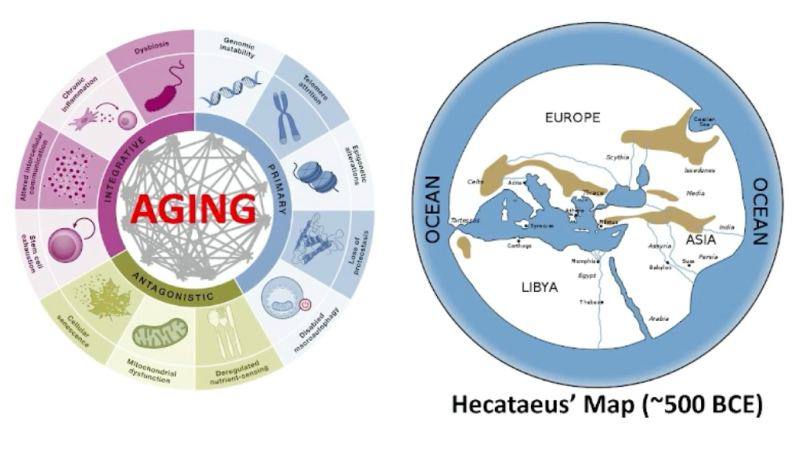 Dysbiosis
Genomic
instability
Telomere
attrition
Epigenetic
alterations
Loss of
proteostasis
Disabled
macroautophagy
Deregulated
nutrient-sensing
Mitochondrial
dysfunction
Cellular
senescence
Stem cell
exhaustion
Altered intercellular
communication
Chronic
inflammation
INTEGRATIVE
PRIMARY
ANTAGONISTIC
AGING
OCEAN
EUROPE
Caspian
Sea
Scythia
Issedones
Celts
Adria
Thrace
Media
Tartessos
Athens
Miletus
India
Syracuse
ASIA
OCEAN
Carthage
Assyria
Memphis
Susa
Persia
Babylon
LIBYA
Egypt
Thebes
Arabia
Hecataeus’ Map (~500 BCE)